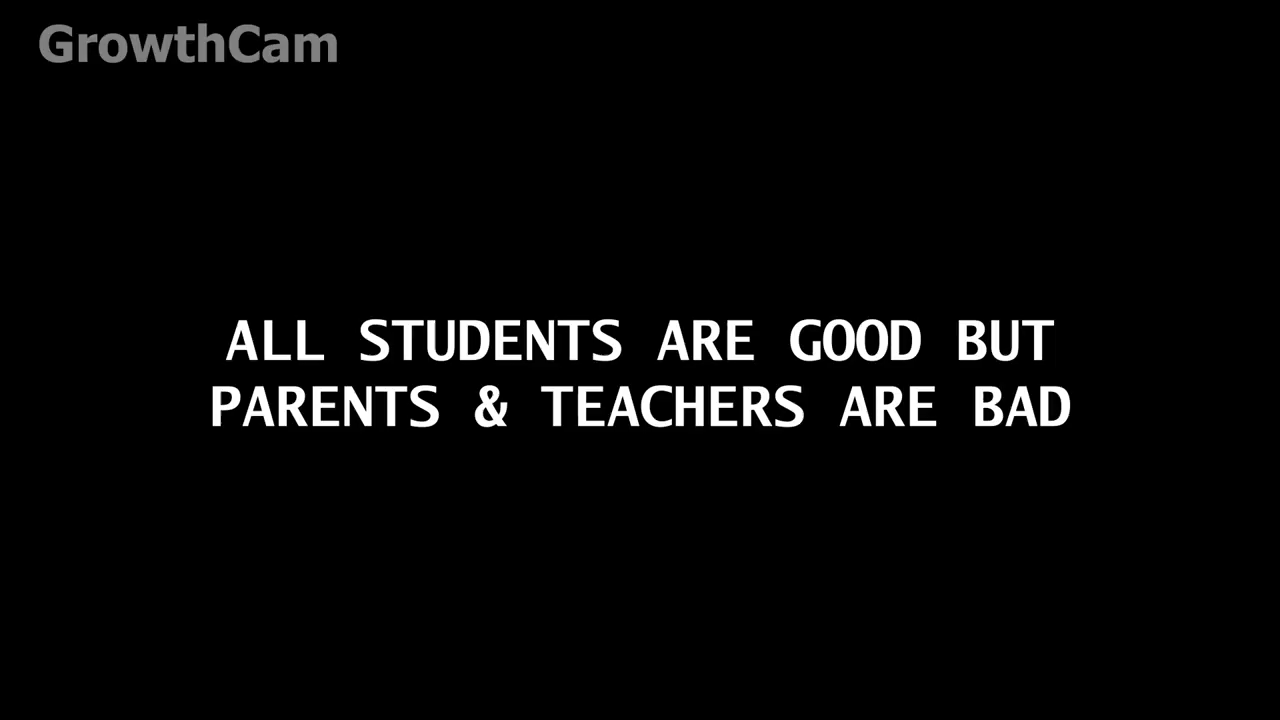 GrowthCam
ALL STUDENTS ARE GOOD BUT
PARENTS & TEACHERS ARE BAD